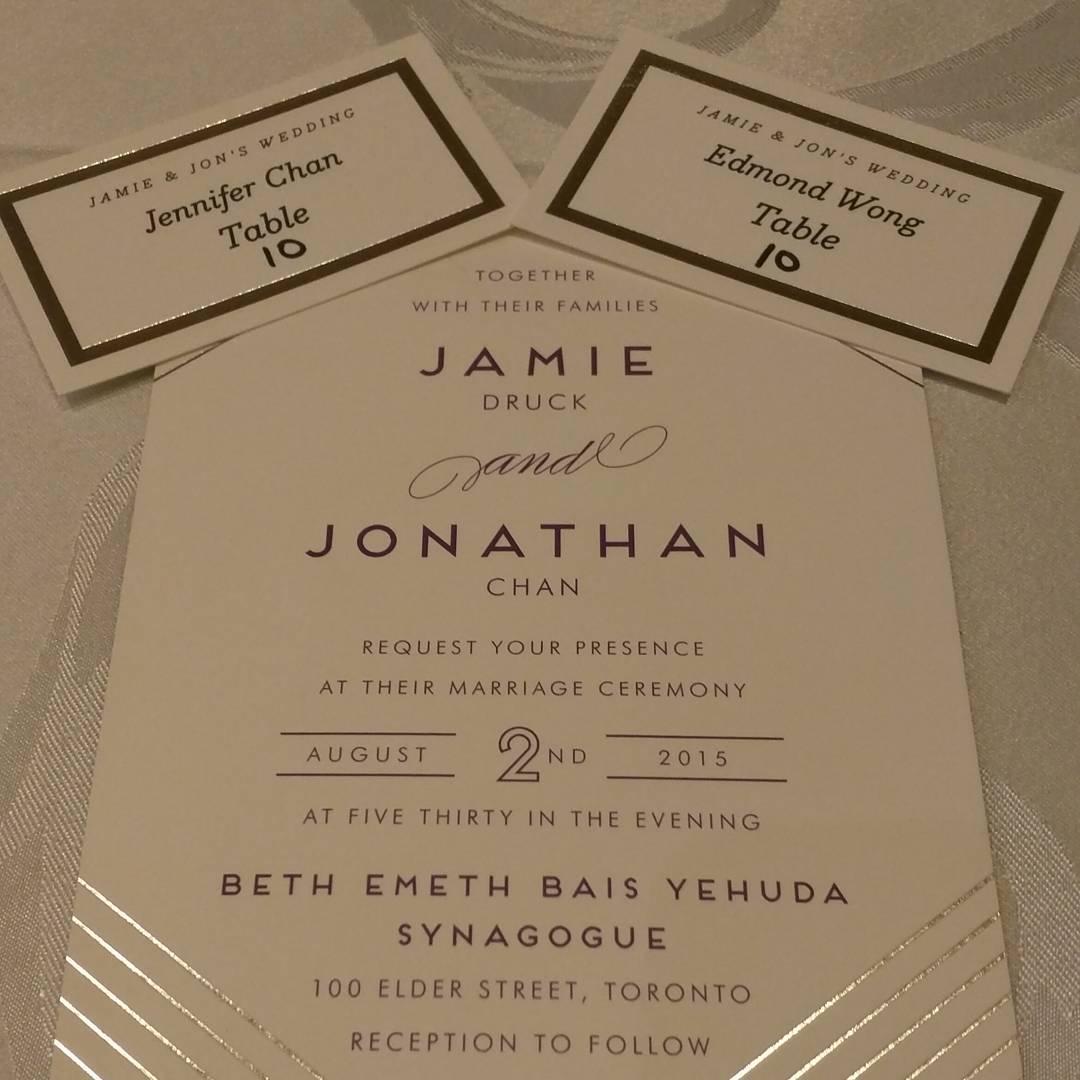 JAMIE & JON'S WEDDING
Jennifer Chan
Table
10
JAMIE & JON'S WEDDING
Edmond Wong
Table
10
TOGETHER
WITH THEIR FAMILIES
JAMIE
DRUCK
and
JONATHAN
CHAN
REQUEST YOUR PRESENCE
AT THEIR MARRIAGE CEREMONY
AUGUST 2ND 2015
AT FIVE THIRTY IN THE EVENING
BETH EMETH BAIS YEHUDA
SYNAGOGUE
100 ELDER STREET, TORONTO
RECEPTION TO FOLLOW